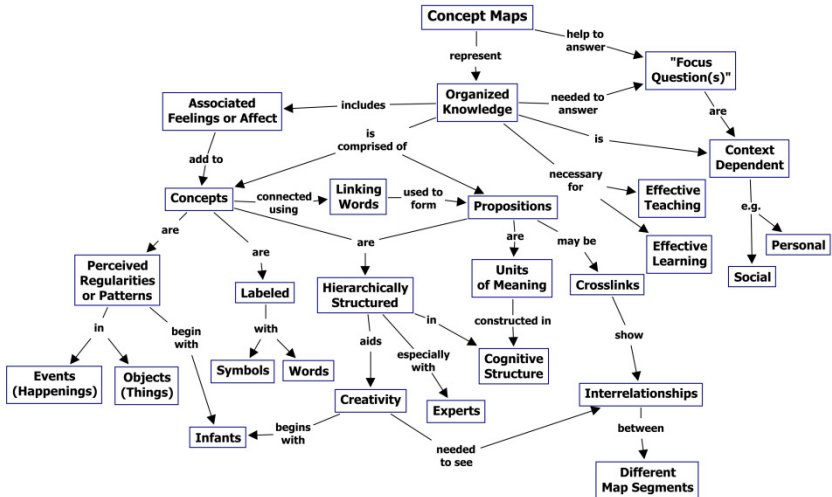 Concept Maps
help to
answer
represent
"Focus
Question(s)"
Organized
Knowledge
Associated
Feelings or Affect
includes
needed to
answer
are
is
comprised of
is
Context
Dependent
add to
necessary
for
Concepts
connected
using
Linking
Words
used to
form
Propositions
Effective
Teaching
e.g.
are
are
are
are
may be
Effective
Learning
Personal
Social
Perceived
Regularities
or Patterns
Labeled
Hierarchically
Structured
Units
of Meaning
Crosslinks
in
begin
with
with
aids
in
especially
with
constructed in
show
Events
(Happenings)
Objects
(Things)
Symbols
Words
Cognitive
Structure
Creativity
Experts
Interrelationships
Infants
begins
with
needed
to see
between
Different
Map Segments